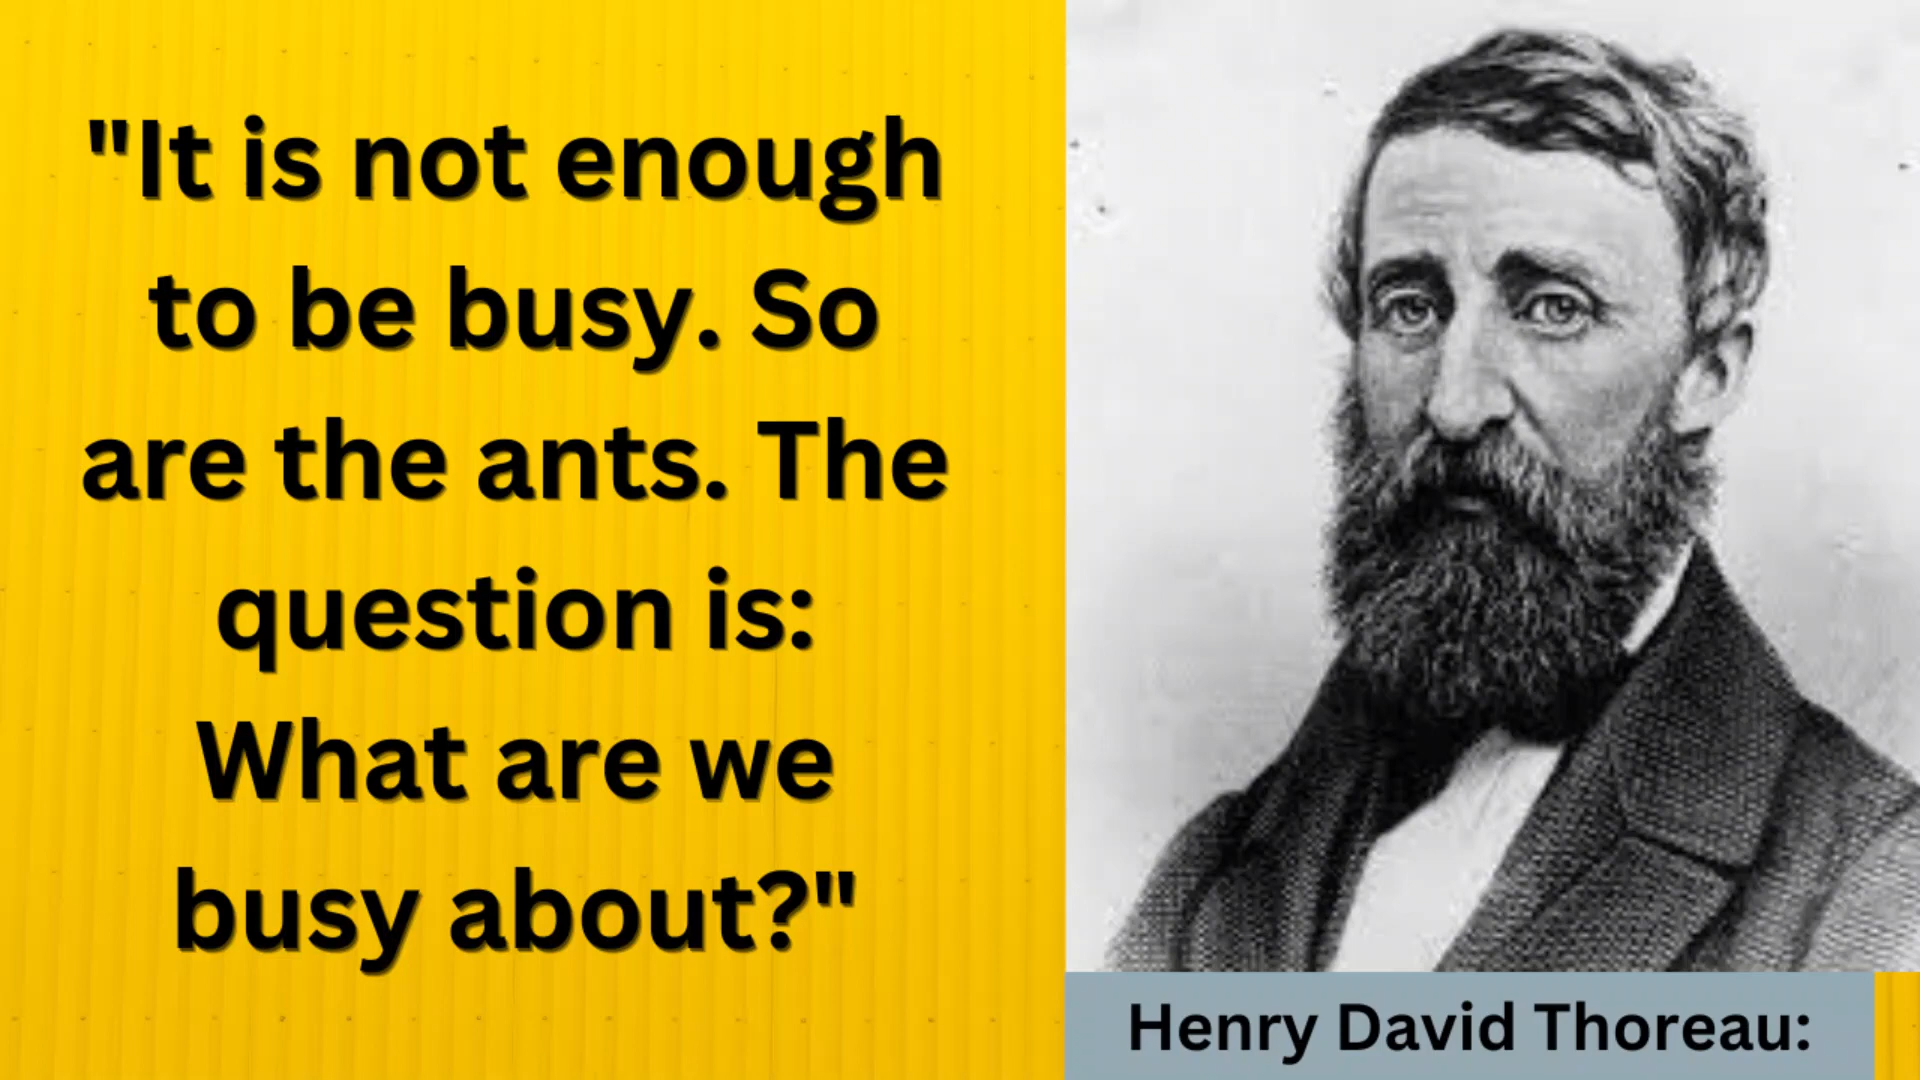 "It is not enough
to be busy. So
are the ants. The
question is:
What are we
busy about?"
Henry David Thoreau: